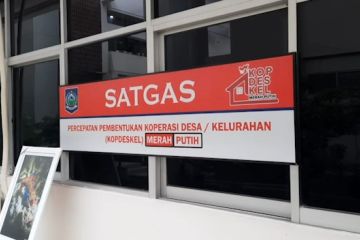 SATGAS
PERCEPATAN PEMBENTUKAN KOPERASI DESA / KELURAHAN
(KOPDESKEL) MERAH PUTIH
KOP
DES
KEL
MERAH PUTIH